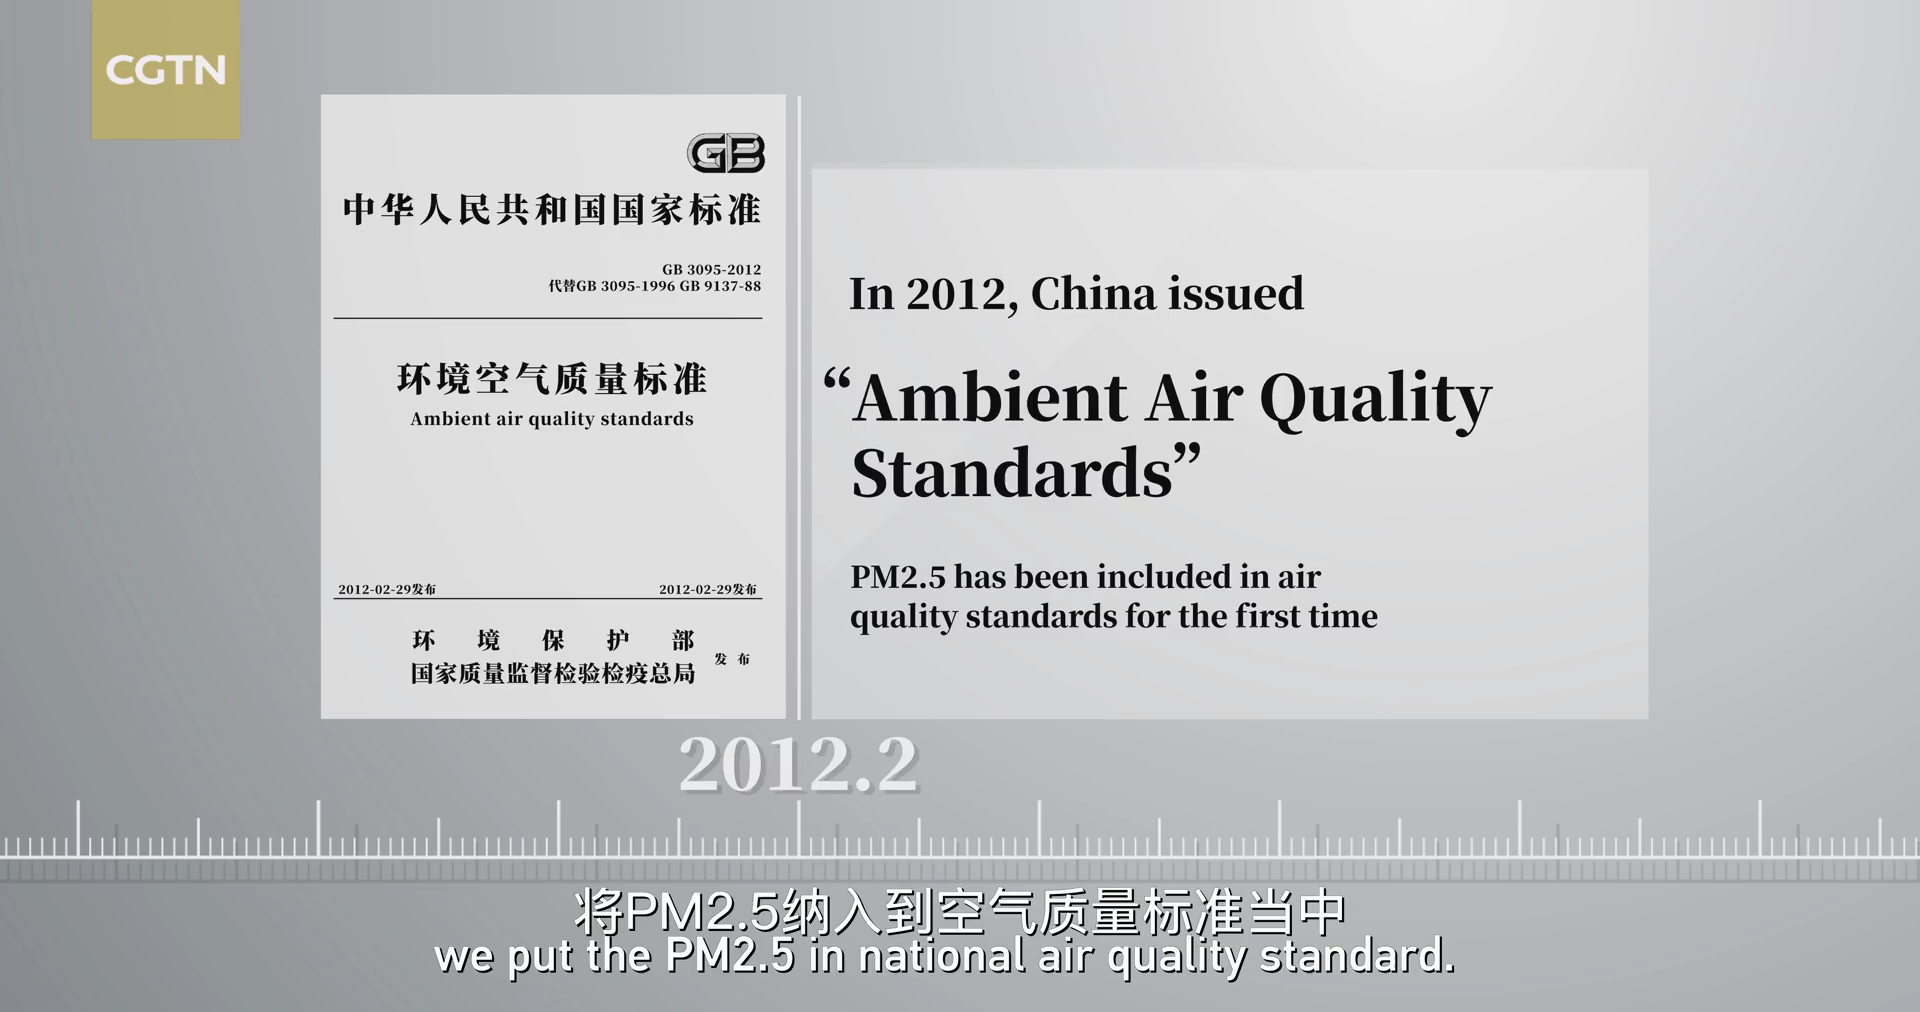 CGTN
GB
中华人民共和国国家标准
GB 3095-2012
代替GB 3095-1996 GB 9137-88
环境空气质量标准
Ambient air quality standards
2012-02-29发布 2012-02-29发布
环境保护部
国家质量监督检验检疫总局
发布
In 2012, China issued
“Ambient Air Quality
Standards”
PM2.5 has been included in air
quality standards for the first time
2012.2
将PM2.5纳入到空气质量标准当中
we put the PM2.5 in national air quality standard.